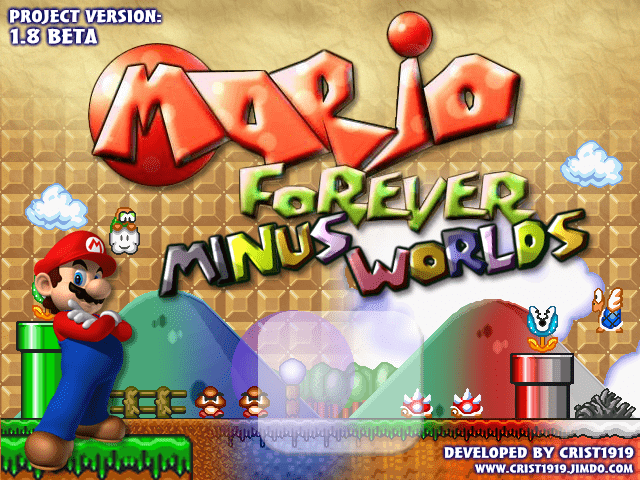 PROJECT VERSION:
1.8 BETA
MARIO
FOREVER
MINUS WORLDS
M
DEVELOPED BY CRIST1919
WWW.CRIST1919.JIMDO.COM